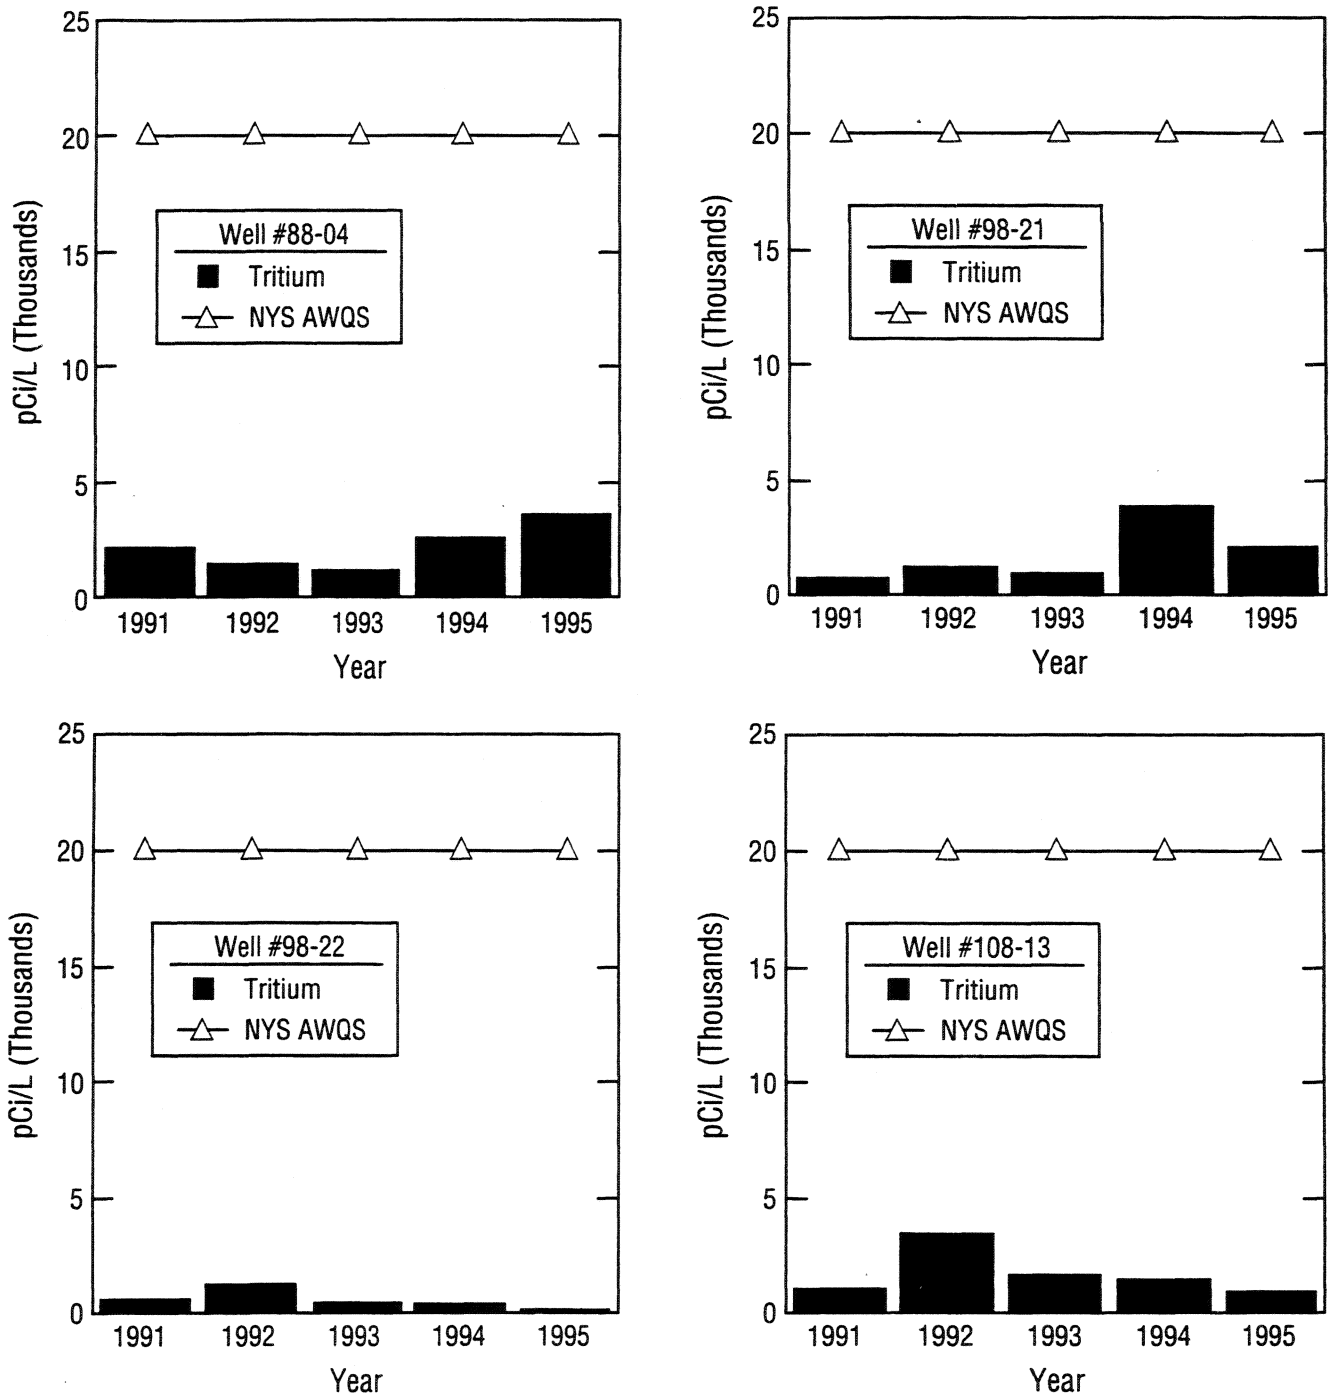 25
20
15
10
5
0
pCi/L (Thousands)
Well #88-04
Tritium
NYS AWQS
1991 1992 1993 1994 1995
Year
25
20
15
10
5
0
pCi/L (Thousands)
Well #98-21
Tritium
NYS AWQS
1991 1992 1993 1994 1995
Year
25
20
15
10
5
0
pCi/L (Thousands)
Well #98-22
Tritium
NYS AWQS
1991 1992 1993 1994 1995
Year
25
20
15
10
5
0
pCi/L (Thousands)
Well #108-13
Tritium
NYS AWQS
1991 1992 1993 1994 1995
Year